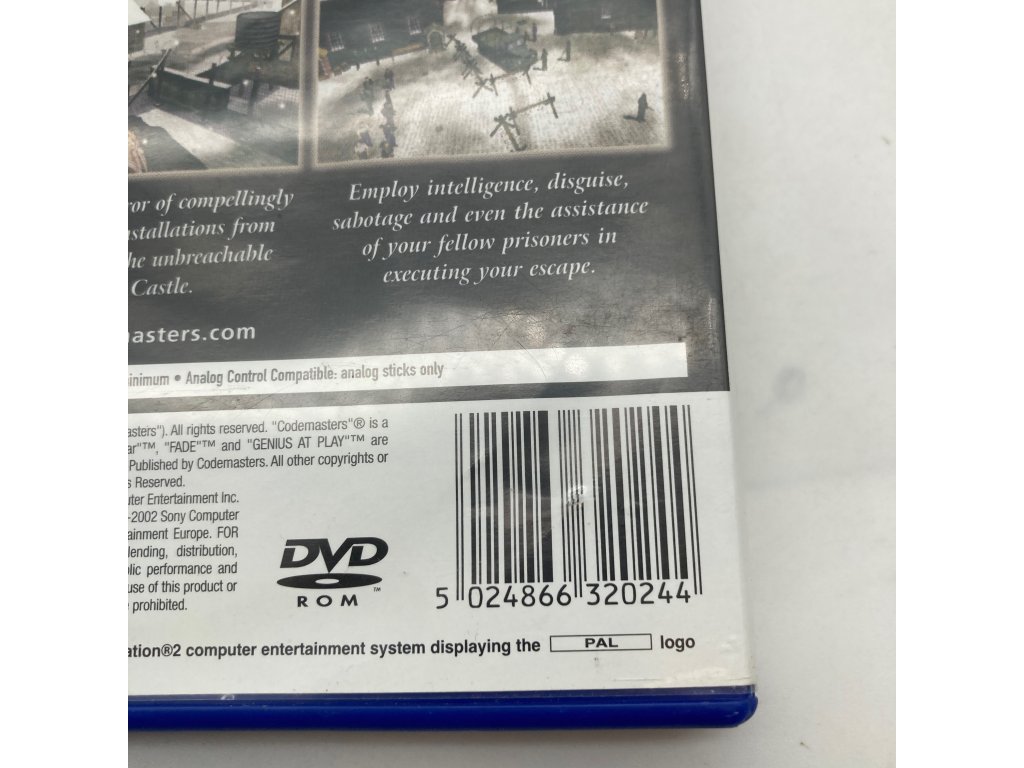 ror of compellingly
stallations from
he unbreachable
Castle.
Employ intelligence, disguise,
sabotage and even the assistance
of your fellow prisoners in
executing your escape.
masters.com
inimum • Analog Control Compatible: analog sticks only
asters"). All rights reserved. "Codemasters"® is a
ar"™, "FADE"™ and "GENIUS AT PLAY"™ are
Published by Codemasters. All other copyrights or
s Reserved.
uter Entertainment Inc.
-2002 Sony Computer
ainment Europe. FOR
lending, distribution,
lic performance and
use of this product or
prohibited.
DVD
ROM
5 024866 320244
ation®2 computer entertainment system displaying the PAL logo